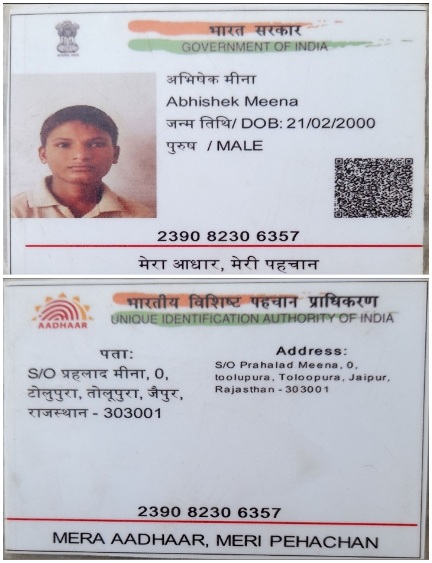 भारत सरकार
GOVERNMENT OF INDIA
अभिषेक मीना
Abhishek Meena
जन्म तिथि/ DOB: 21/02/2000
पुरुष / MALE
2390 8230 6357
मेरा आधार, मेरी पहचान
भारतीय विशिष्ट पहचान प्राधिकरण
UNIQUE IDENTIFICATION AUTHORITY OF INDIA
AADHAAR
पता:
S/O प्रहलाद मीना, 0,
टोलुपुरा, तोलूपुरा, जैपुर,
राजस्थान - 303001
Address:
S/O Prahalad Meena, 0,
toolupura, Toloopura, Jaipur,
Rajasthan - 303001
2390 8230 6357
MERA AADHAAR, MERI PEHACHAN